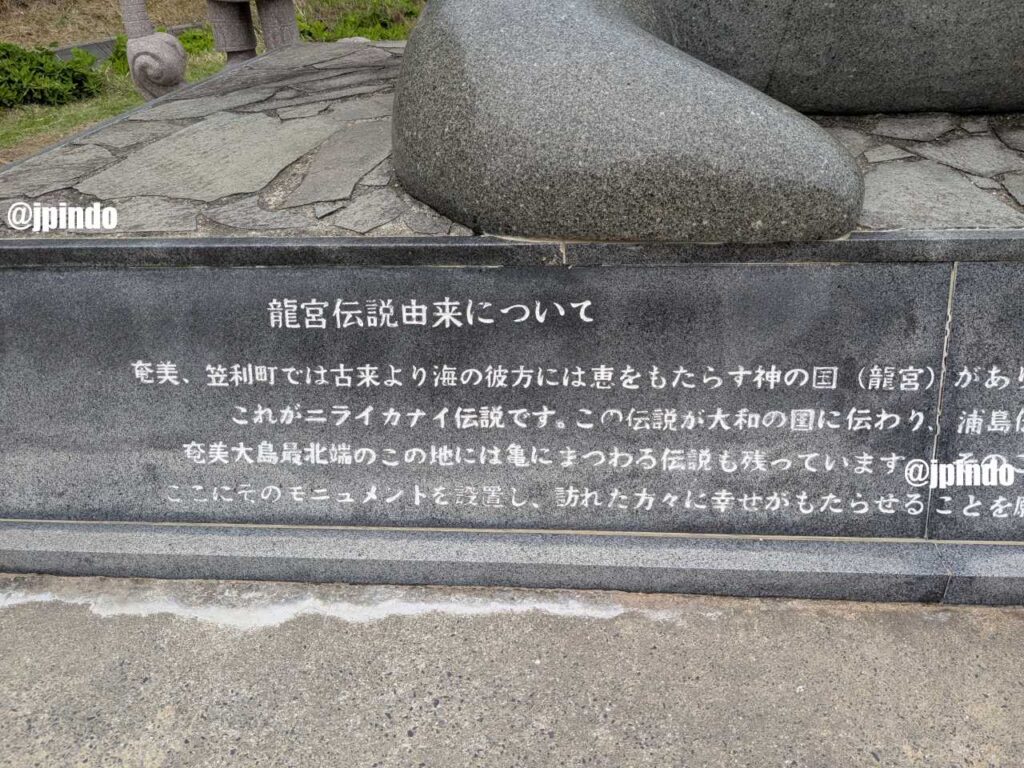 @jpindo
龍宮伝説由来について
奄美、笠利町では古来より海の彼方には恵をもたらす神の国（龍宮）があり
これがニライカナイ伝説です。この伝説が大和の国に伝わり、浦島伝
奄美大島最北端のこの地には亀にまつわる伝説も残っています
@jpindo
ここにそのモニュメントを設置し、訪れた方々に幸せがもたらせることを願